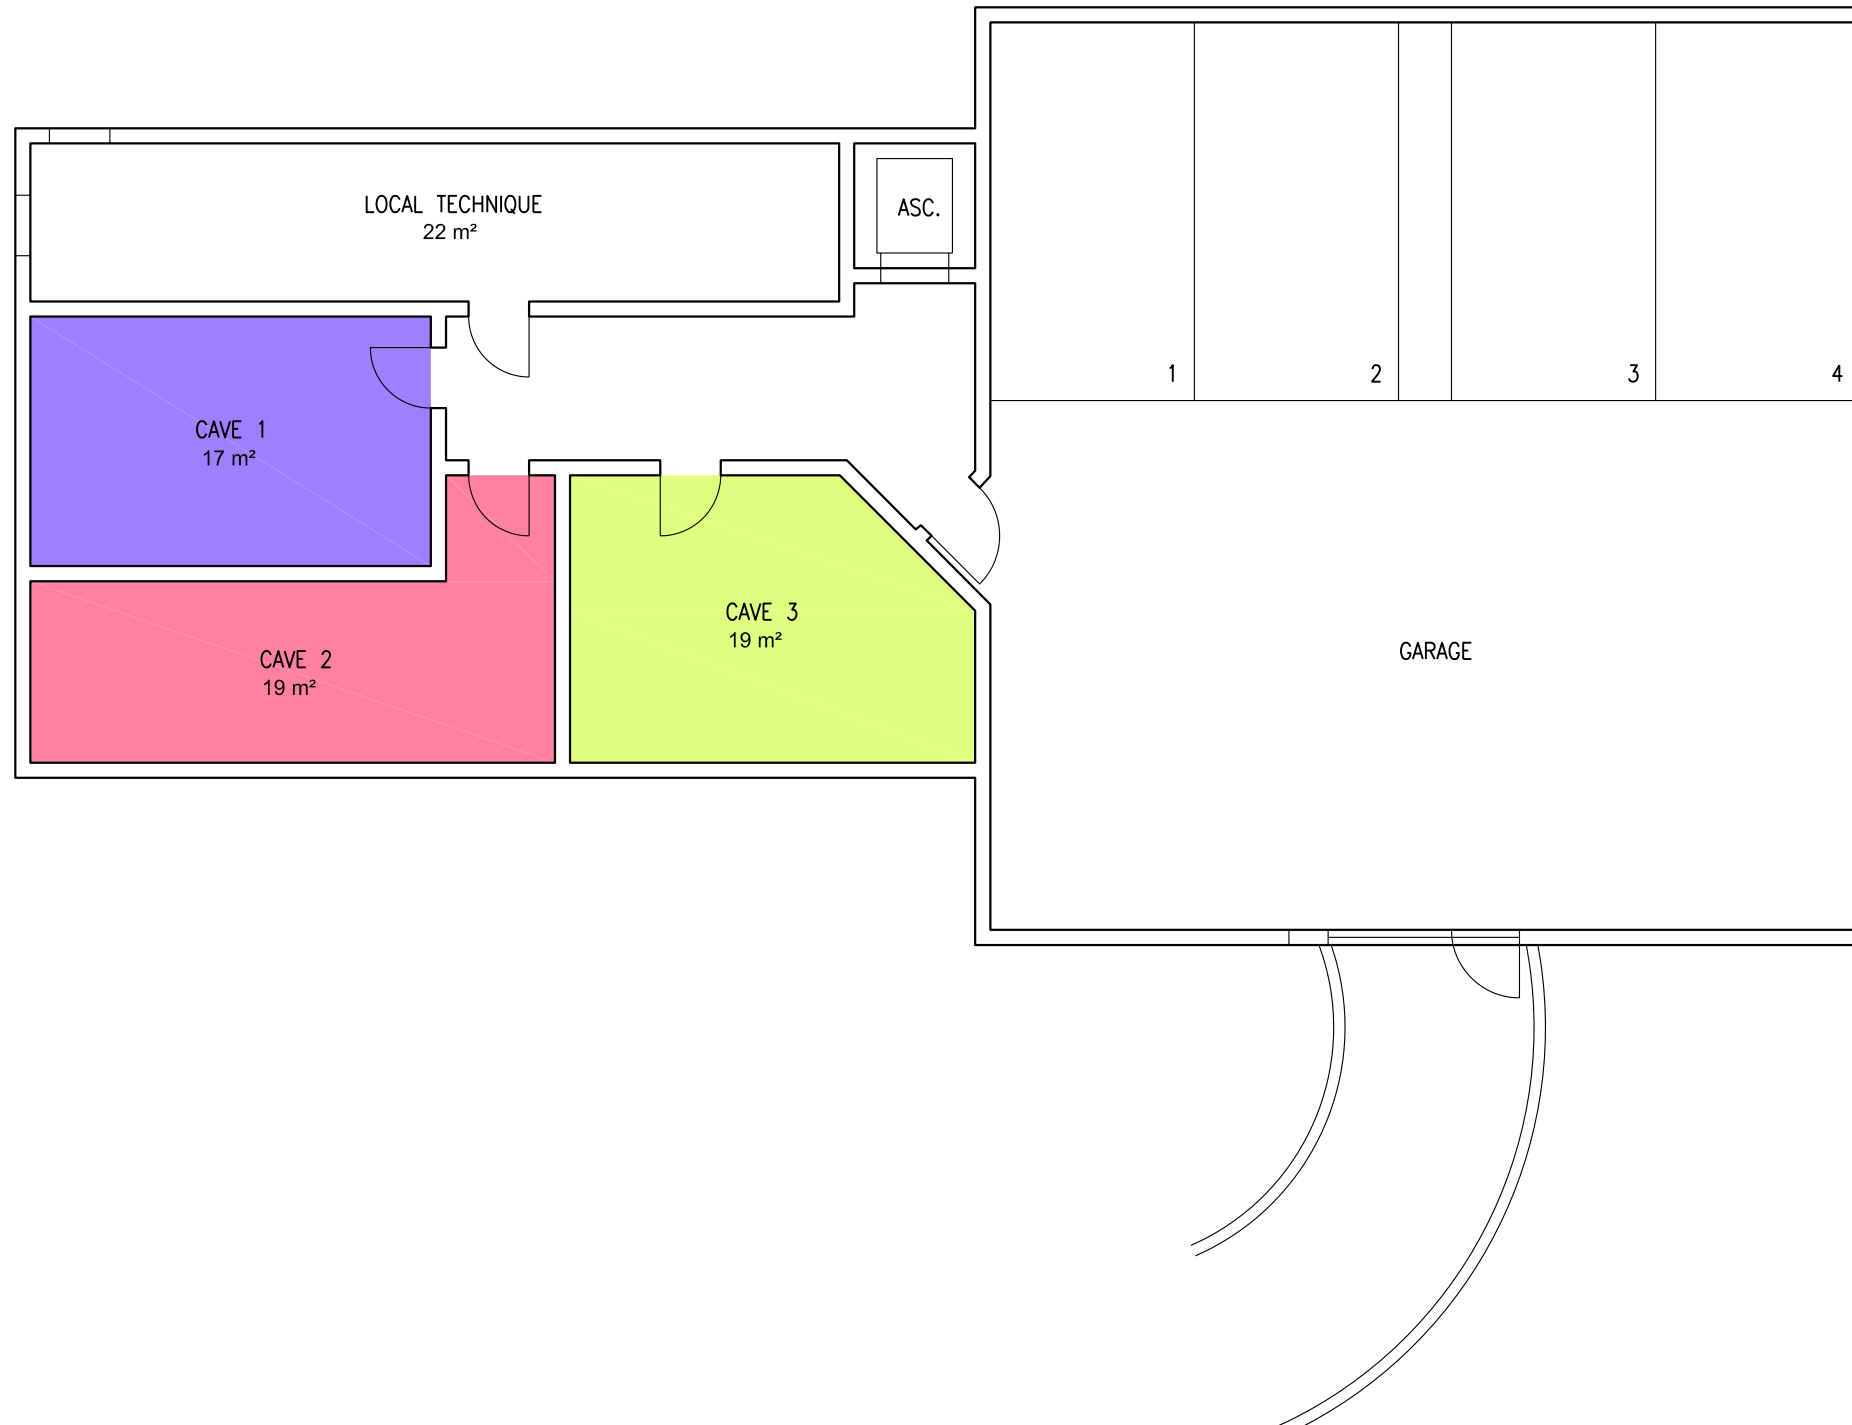 LOCAL TECHNIQUE
22 m²
ASC.
1
2
3
4
CAVE 1
17 m²
CAVE 2
19 m²
CAVE 3
19 m²
GARAGE